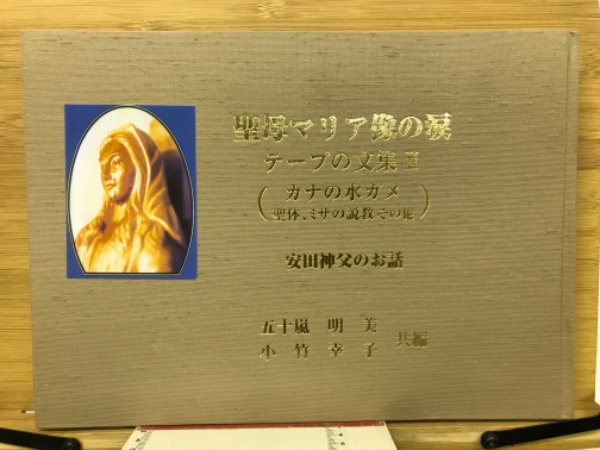 聖母マリア像の涙
テープの文集 II
カナの水ガメ
(聖体、ミサの説教その他)
安田神父のお話
五十嵐 明美
小竹幸子 共編